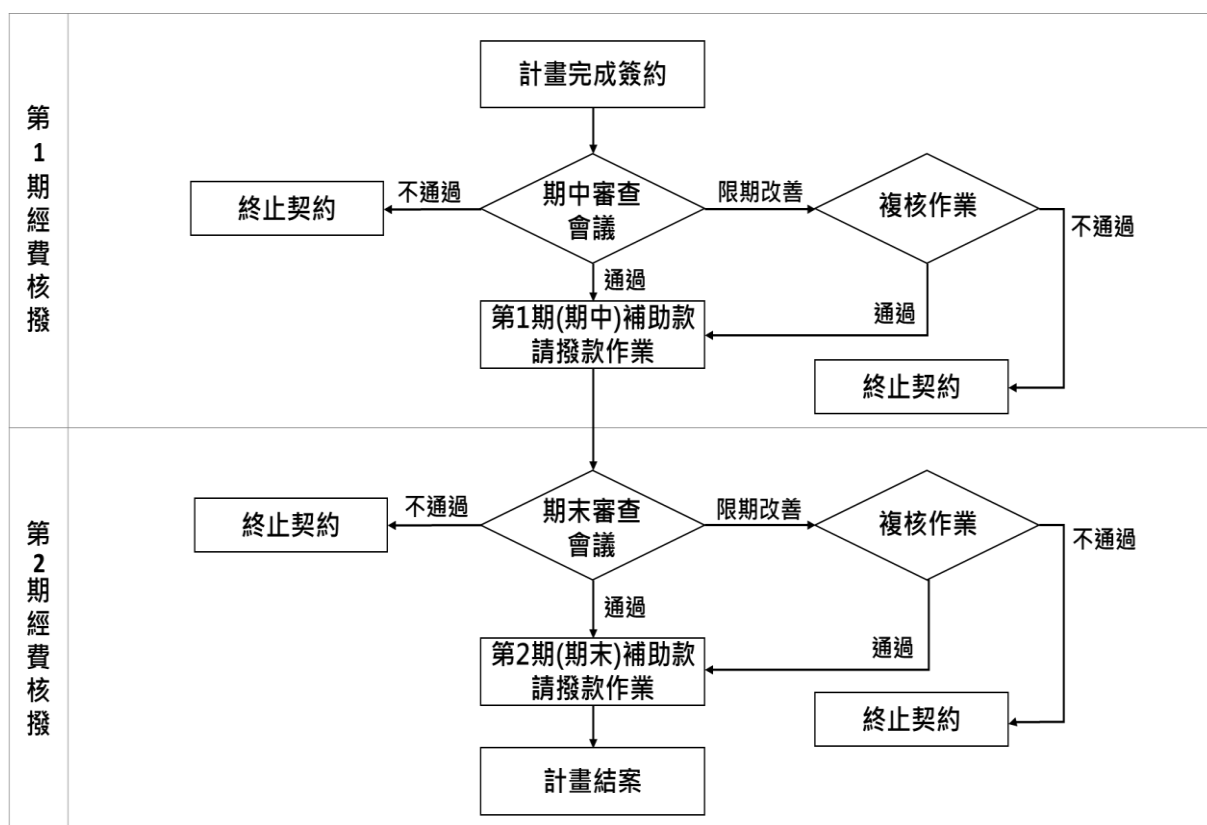 第1期經費核撥
計畫完成簽約
期中審查
會議
不通過
終止契約
限期改善
複核作業
不通過
通過
第1期(期中)補助款
請撥款作業
通過
終止契約
第2期經費核撥
期末審查
會議
不通過
終止契約
限期改善
複核作業
不通過
通過
第2期(期末)補助款
請撥款作業
通過
終止契約
計畫結案